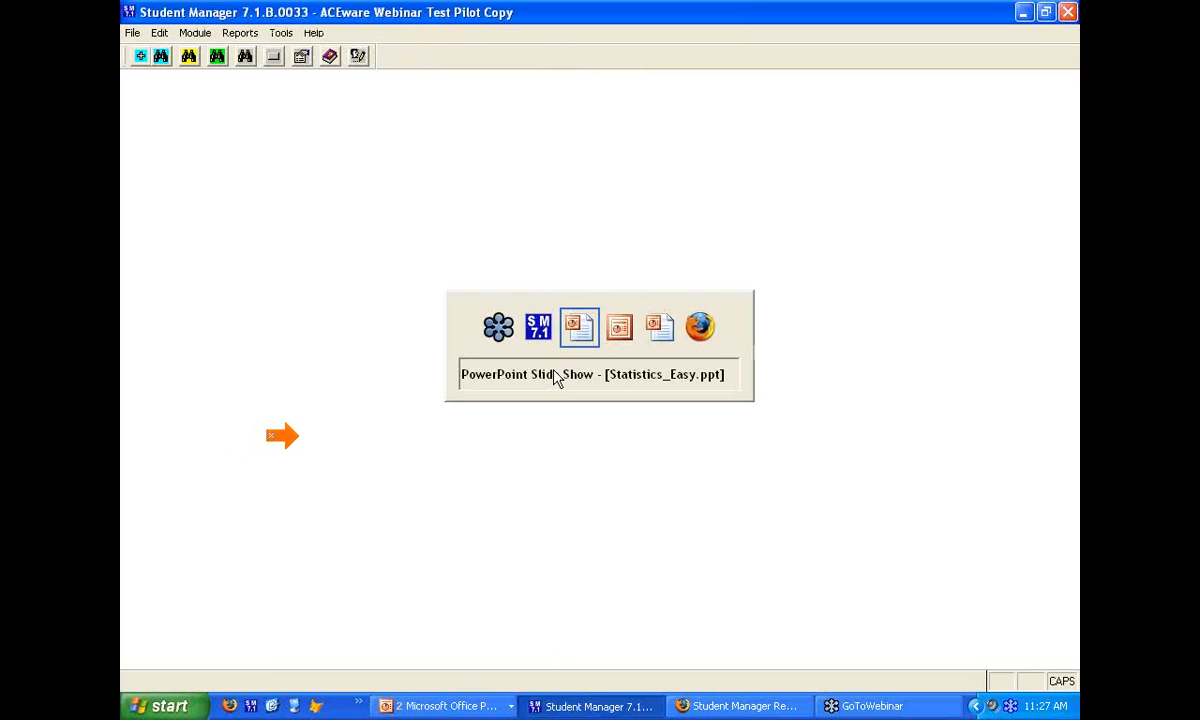 Student Manager 7.1.B.0033 - ACEware Webinar Test Pilot Copy
File Edit Module Reports Tools Help
S M 7.1
PowerPoint Slide Show - [Statistics_Easy.ppt]
CAPS
start
2 Microsoft Office P...
Student Manager 7.1...
Student Manager Re...
GoToWebinar
11:27 AM